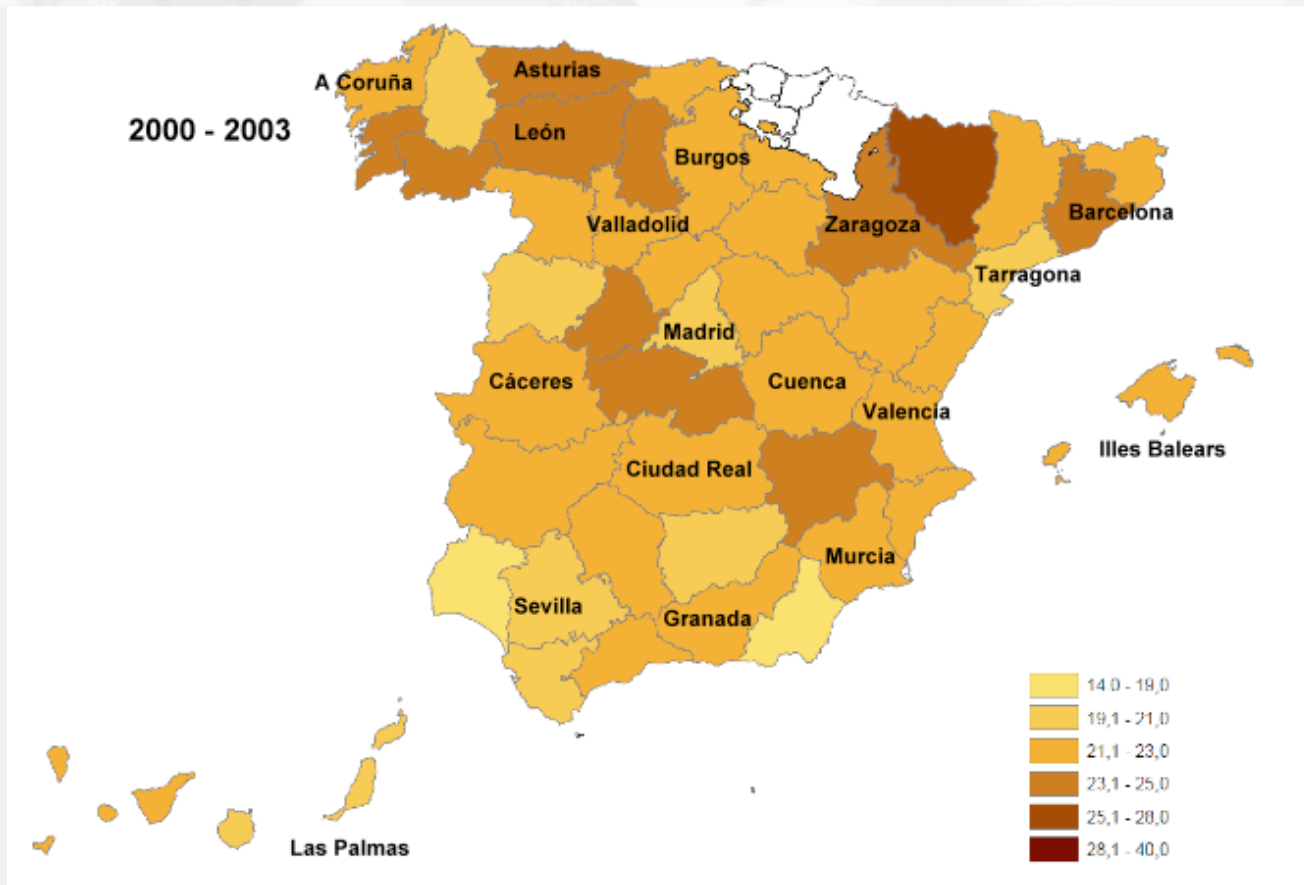 A Coruña
Asturias
2000 - 2003
León
Burgos
Valladolid
Zaragoza
Barcelona
Tarragona
Madrid
Cáceres
Cuenca
Valencia
Illes Balears
Ciudad Real
Murcia
Sevilla
Granada
Las Palmas
14,0 - 19,0
19,1 - 21,0
21,1 - 23,0
23,1 - 25,0
25,1 - 28,0
28,1 - 40,0